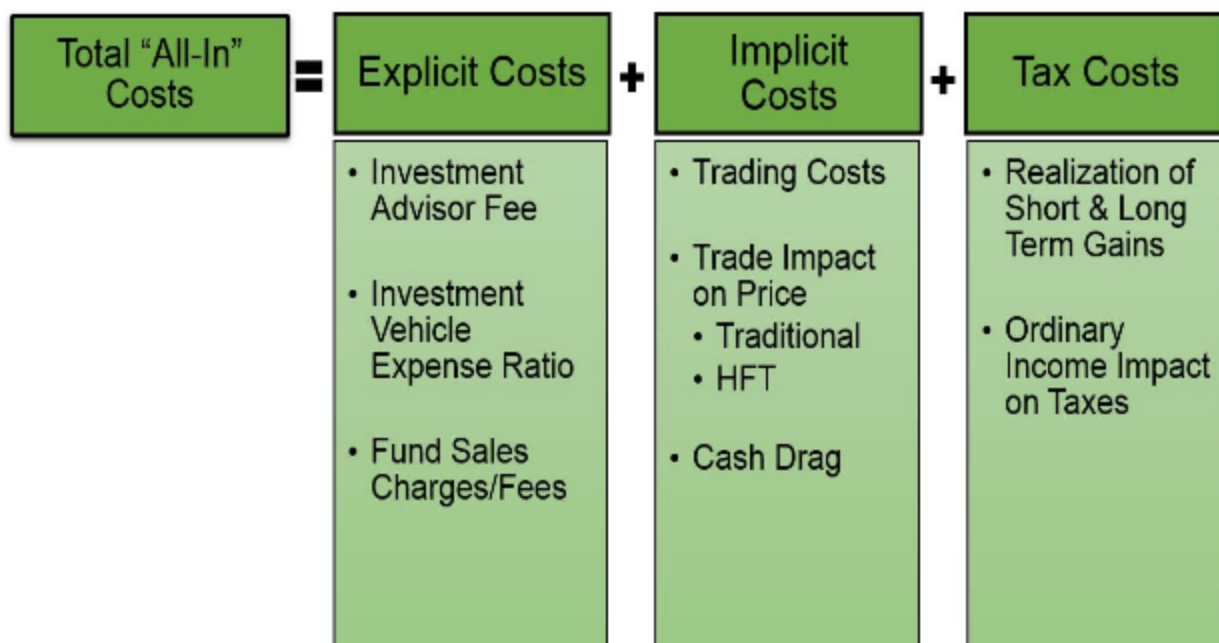 Total “All-In”
Costs
=
Explicit Costs
+
Implicit
Costs
+
Tax Costs
• Investment
Advisor Fee
• Investment
Vehicle
Expense Ratio
• Fund Sales
Charges/Fees
• Trading Costs
• Trade Impact
on Price
• Traditional
• HFT
• Cash Drag
• Realization of
Short & Long
Term Gains
• Ordinary
Income Impact
on Taxes